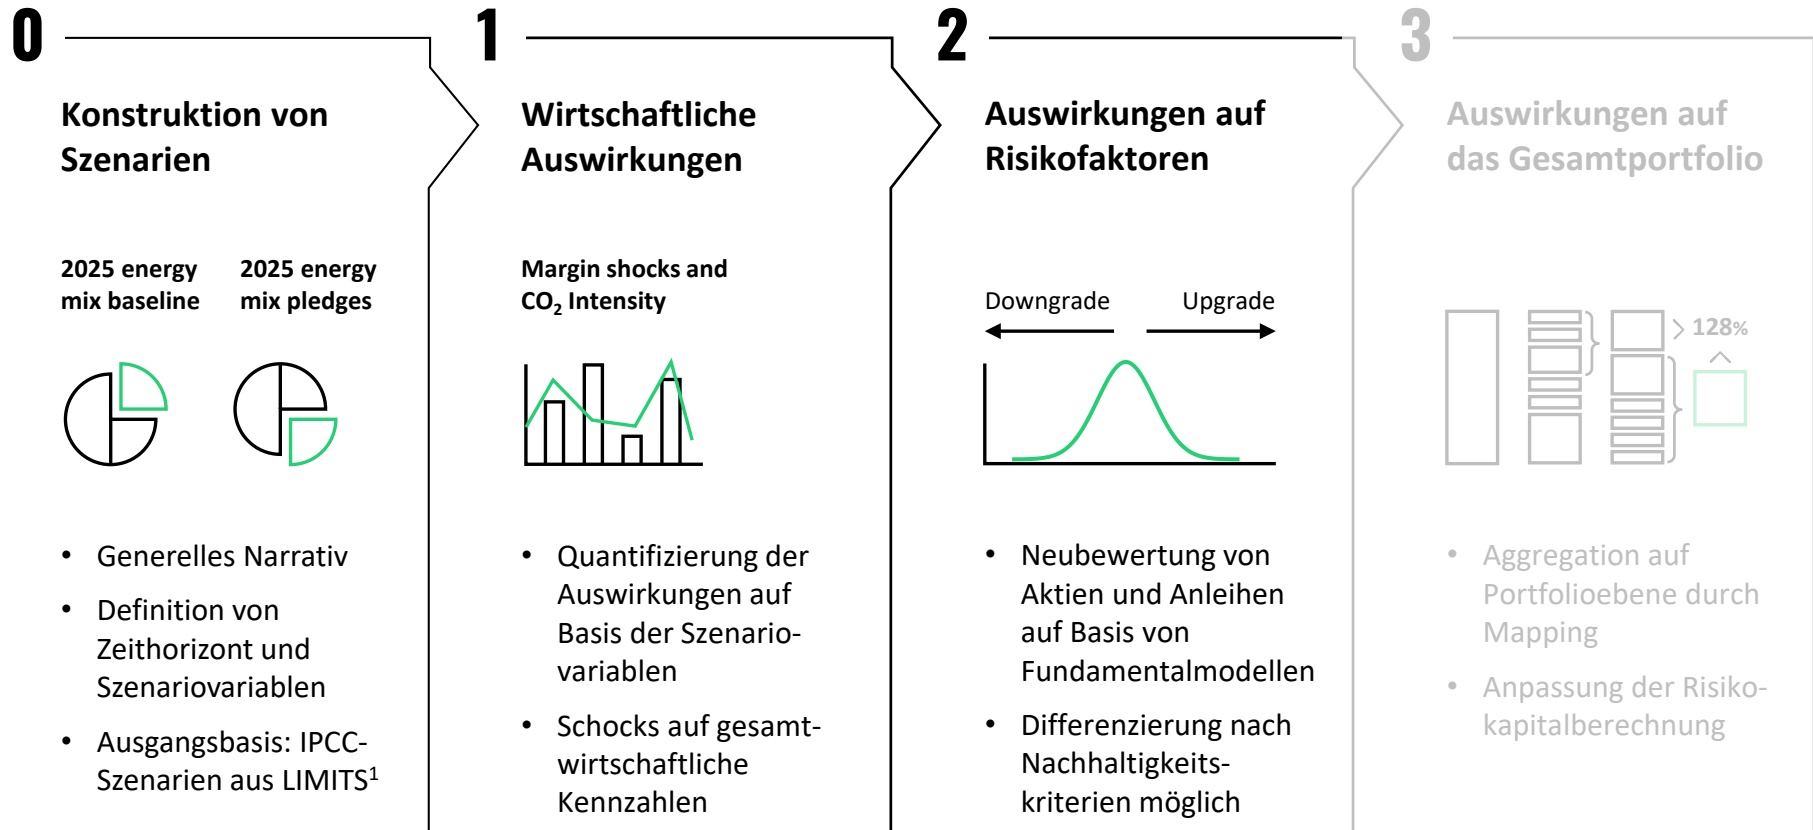 0
Konstruktion von
Szenarien
2025 energy
mix baseline
2025 energy
mix pledges
• Generelles Narrativ
• Definition von
Zeithorizont und
Szenariovariablen
• Ausgangsbasis: IPCC-
Szenarien aus LIMITS¹
1
Wirtschaftliche
Auswirkungen
Margin shocks and
CO₂ Intensity
• Quantifizierung der
Auswirkungen auf
Basis der Szenario-
variablen
• Schocks auf gesamt-
wirtschaftliche
Kennzahlen
2
Auswirkungen auf
Risikofaktoren
Downgrade
Upgrade
• Neubewertung von
Aktien und Anleihen
auf Basis von
Fundamentalmodellen
• Differenzierung nach
Nachhaltigkeits-
kriterien möglich
3
Auswirkungen auf
das Gesamtportfolio
128%
• Aggregation auf
Portfolioebene durch
Mapping
• Anpassung der Risiko-
kapitalberechnung